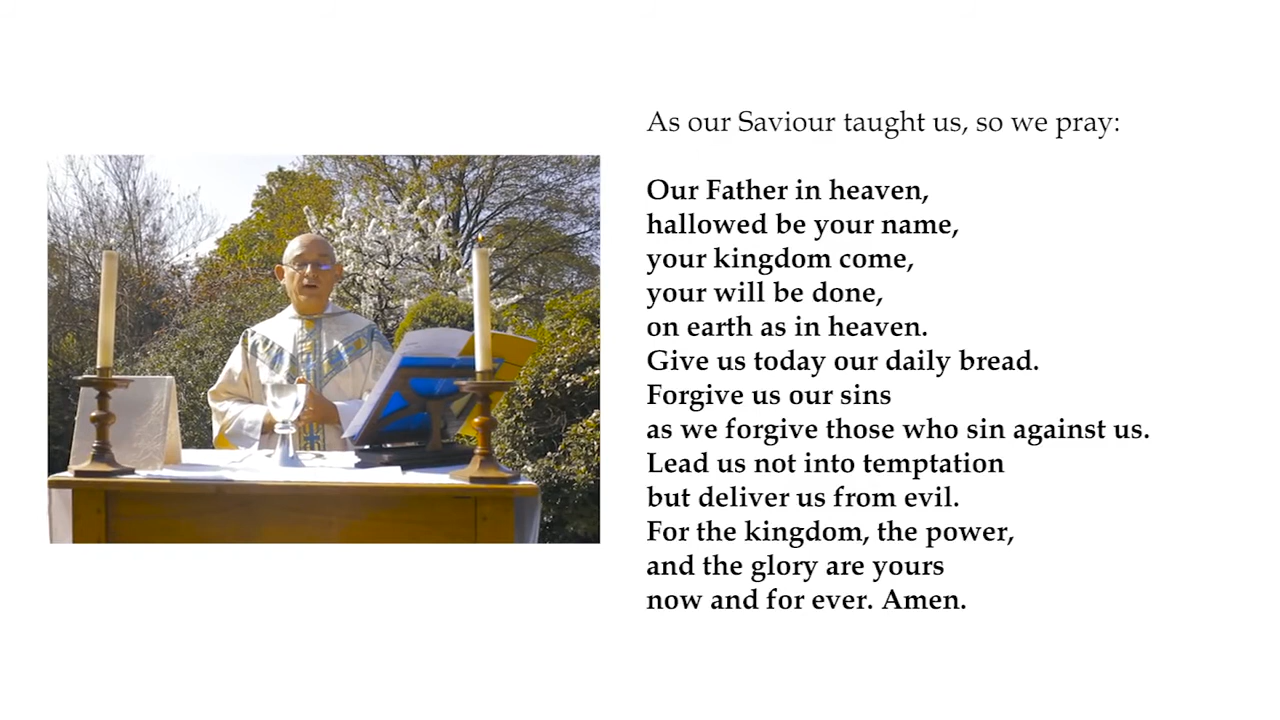 As our Saviour taught us, so we pray:
Our Father in heaven,
hallowed be your name,
your kingdom come,
your will be done,
on earth as in heaven.
Give us today our daily bread.
Forgive us our sins
as we forgive those who sin against us.
Lead us not into temptation
but deliver us from evil.
For the kingdom, the power,
and the glory are yours
now and for ever. Amen.